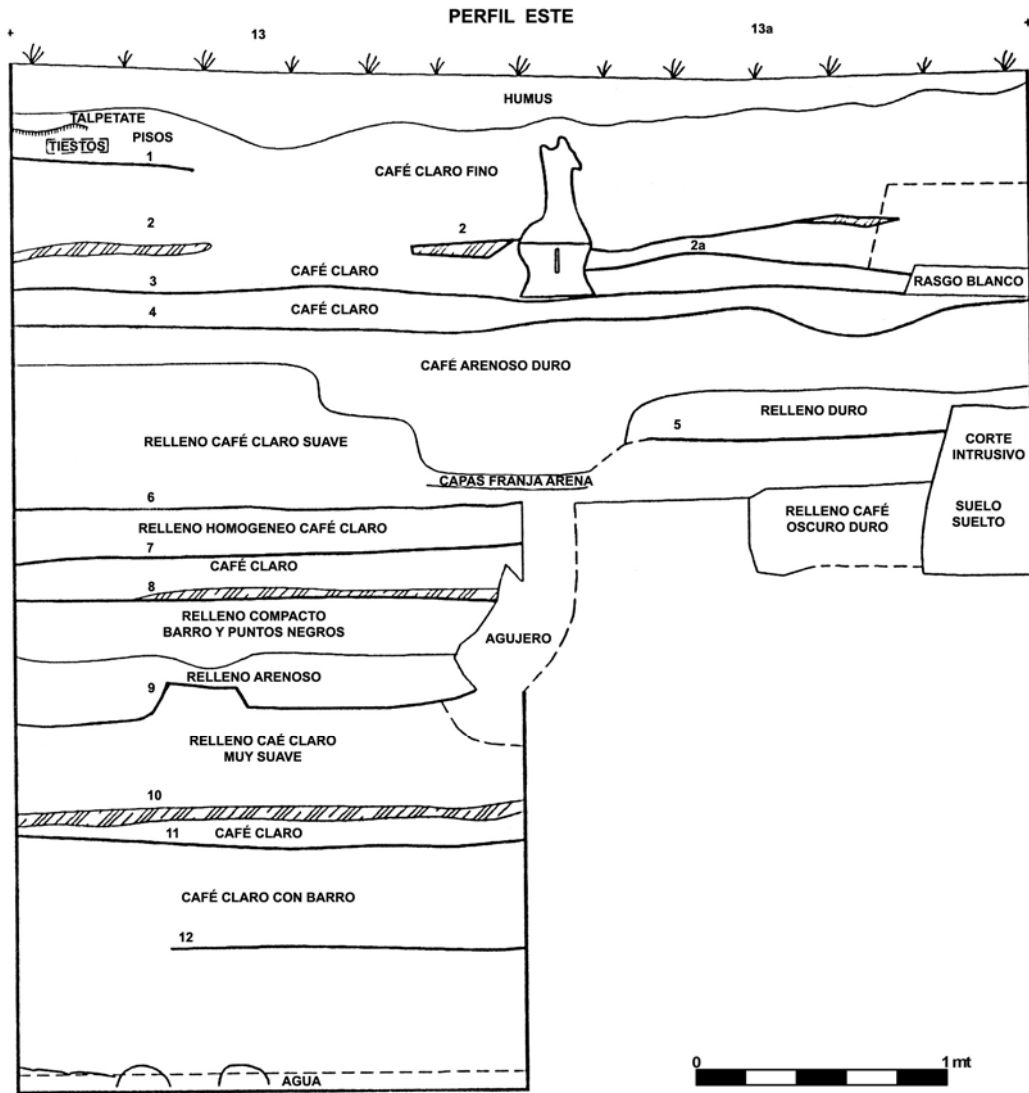 PERFIL ESTE
13
13a
HUMUS
TALPETATE
PISOS
TIESTOS
1
CAFÉ CLARO FINO
2
2
2a
CAFÉ CLARO
3
RASGO BLANCO
4
CAFÉ CLARO
CAFÉ ARENOSO DURO
RELLENO DURO
5
RELLENO CAFÉ CLARO SUAVE
CORTE
INTRUSIVO
CAPAS FRANJA ARENA
6
RELLENO CAFÉ
OSCURO DURO
SUELO
SUELTO
RELLENO HOMOGENEO CAFÉ CLARO
7
CAFÉ CLARO
8
RELLENO COMPACTO
BARRO Y PUNTOS NEGROS
AGUJERO
RELLENO ARENOSO
9
RELLENO CAÉ CLARO
MUY SUAVE
10
11
CAFÉ CLARO
CAFÉ CLARO CON BARRO
12
AGUA
0
1 mt